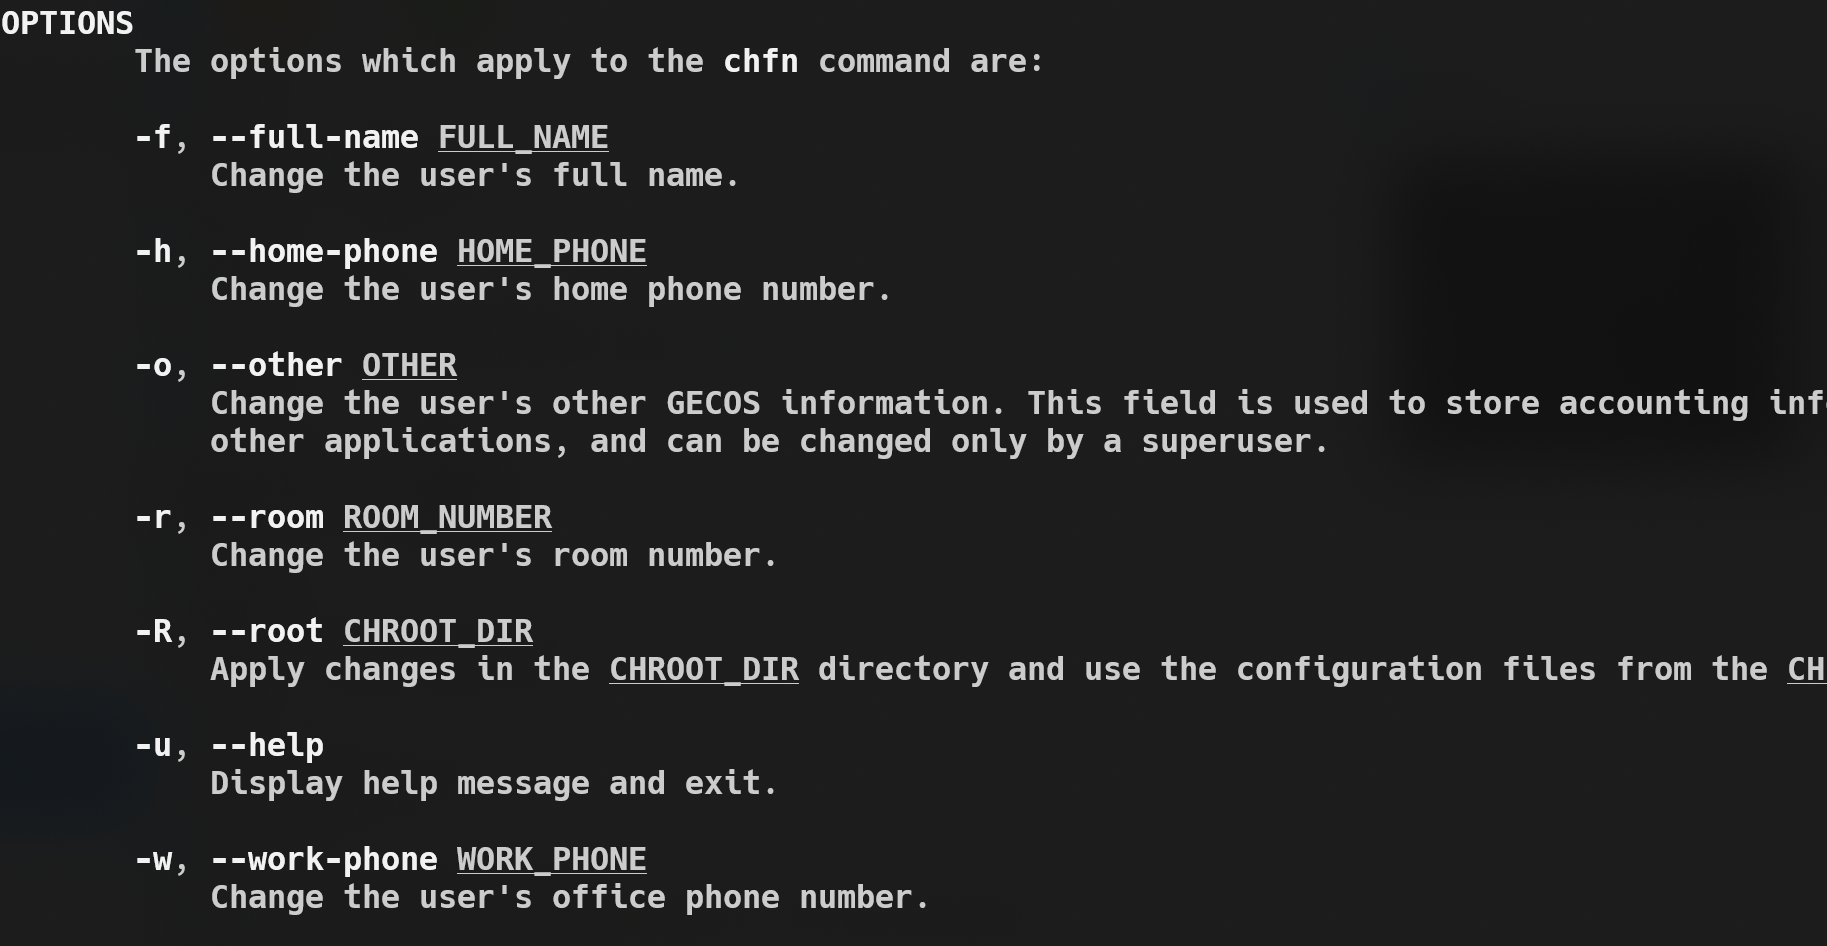 OPTIONS
The options which apply to the chfn command are:
-f, --full-name FULL_NAME
Change the user's full name.
-h, --home-phone HOME_PHONE
Change the user's home phone number.
-o, --other OTHER
Change the user's other GECOS information. This field is used to store accounting inf
other applications, and can be changed only by a superuser.
-r, --room ROOM_NUMBER
Change the user's room number.
-R, --root CHROOT_DIR
Apply changes in the CHROOT_DIR directory and use the configuration files from the CH
-u, --help
Display help message and exit.
-w, --work-phone WORK_PHONE
Change the user's office phone number.